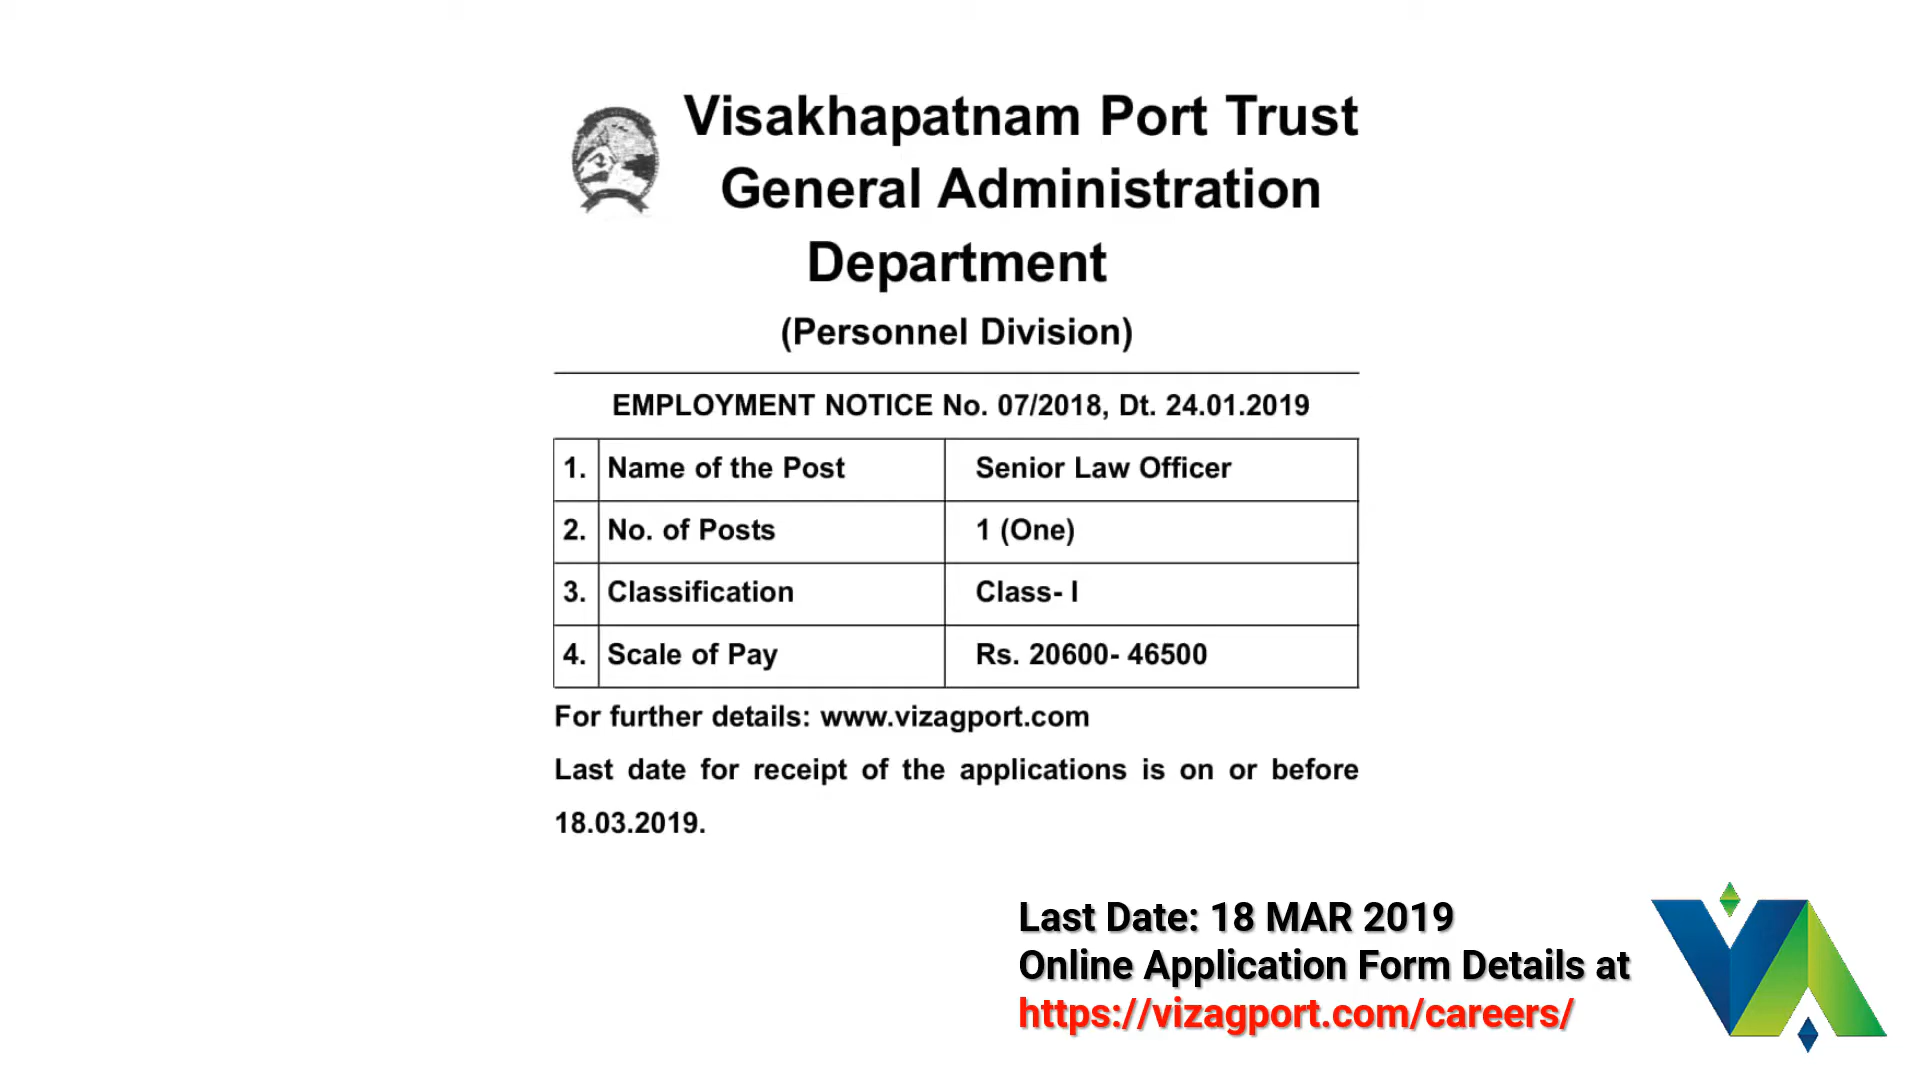 Visakhapatnam Port Trust
General Administration
Department
(Personnel Division)
EMPLOYMENT NOTICE No. 07/2018, Dt. 24.01.2019
1. Name of the Post Senior Law Officer
2. No. of Posts 1 (One)
3. Classification Class- I
4. Scale of Pay Rs. 20600- 46500
For further details: www.vizagport.com
Last date for receipt of the applications is on or before
18.03.2019.
Last Date: 18 MAR 2019
Online Application Form Details at
https://vizagport.com/careers/
VA